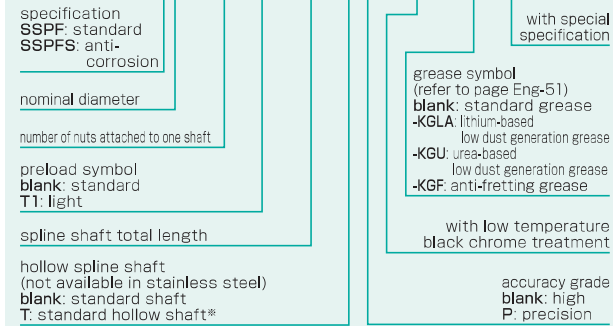 specification
SSPF: standard
SSPFS: anti-
corrosion
nominal diameter
number of nuts attached to one shaft
preload symbol
blank: standard
T1: light
spline shaft total length
hollow spline shaft
(not available in stainless steel)
blank: standard shaft
T: standard hollow shaft※
with special
specification
grease symbol
(refer to page Eng-51)
blank: standard grease
-KGLA: lithium-based
low dust generation grease
-KGU: urea-based
low dust generation grease
-KGF: anti-fretting grease
with low temperature
black chrome treatment
accuracy grade
blank: high
P: precision